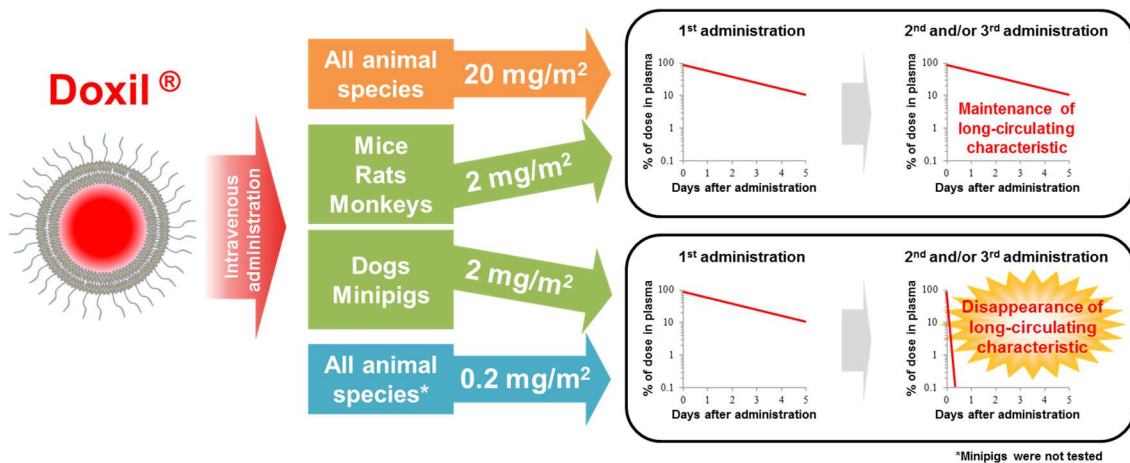 Doxil ®
Intravenous
administration
All animal
species
20 mg/m²
Mice
Rats
Monkeys
2 mg/m²
Dogs
Minipigs
2 mg/m²
All animal
species*
0.2 mg/m²
1st administration
% of dose in plasma
100
10
1
0.1
0 1 2 3 4 5
Days after administration
2nd and/or 3rd administration
% of dose in plasma
100
10
1
0.1
Maintenance of
long-circulating
characteristic
0 1 2 3 4 5
Days after administration
1st administration
% of dose in plasma
100
10
1
0.1
0 1 2 3 4 5
Days after administration
2nd and/or 3rd administration
% of dose in plasma
100
10
1
0.1
Disappearance of
long-circulating
characteristic
0 1 2 3 4 5
Days after administration
*Minipigs were not tested